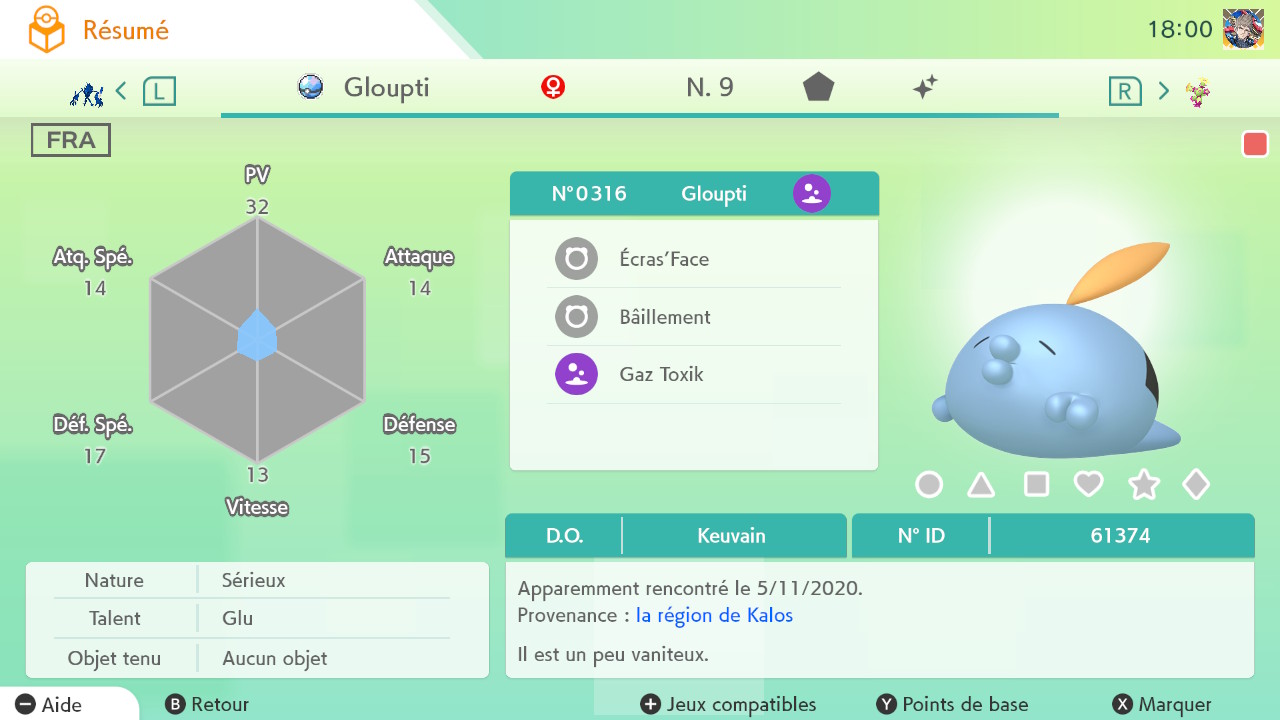 Résumé
18:00
L
Gloupti
N. 9
R
FRA
PV
32
Atq. Spé.
14
Attaque
14
Déf. Spé.
17
Défense
15
13
Vitesse
N°0316 Gloupti
Écras'Face
Bâillement
Gaz Toxik
D.O. Keuvain
N° ID 61374
Nature Sérieux
Talent Glu
Objet tenu Aucun objet
Apparemment rencontré le 5/11/2020.
Provenance : la région de Kalos
Il est un peu vaniteux.
Aide
B Retour
Jeux compatibles
Y Points de base
X Marquer